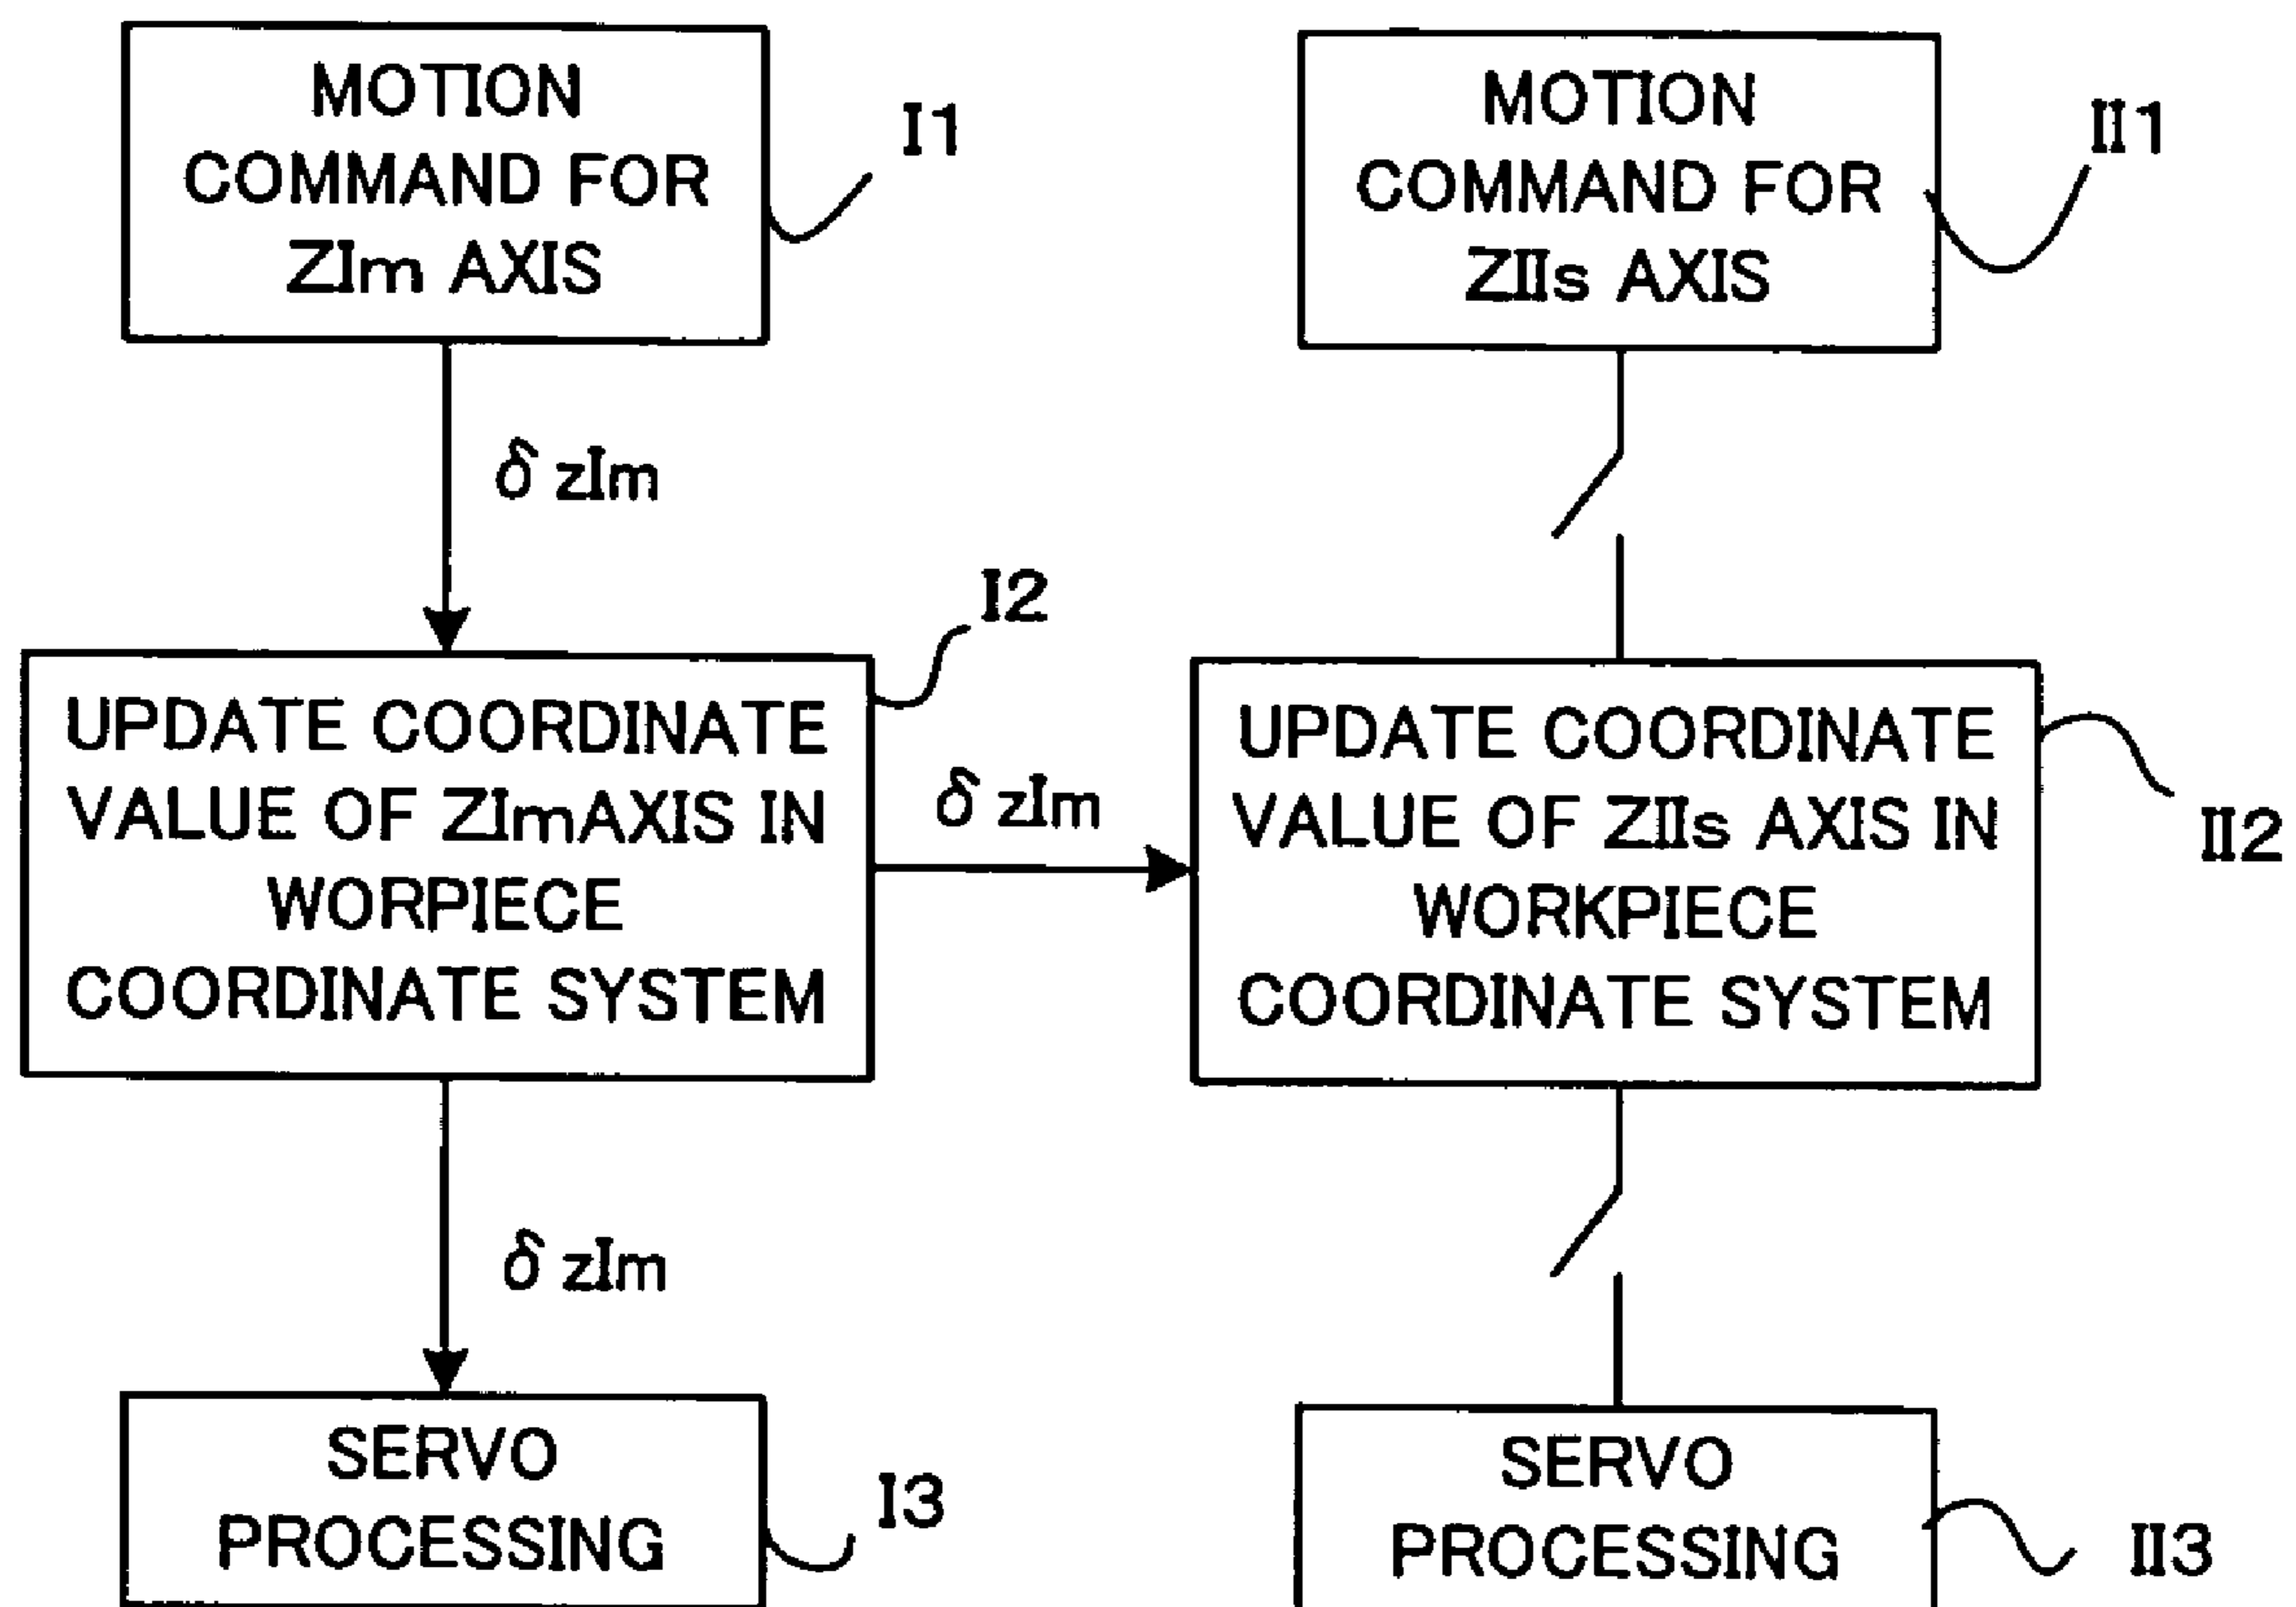 MOTION
COMMAND FOR
ZIm AXIS
I1
MOTION
COMMAND FOR
ZIIs AXIS
II1
δ zIm
I2
UPDATE COORDINATE
VALUE OF ZImAXIS IN
WORPIECE
COORDINATE SYSTEM
δ zIm
UPDATE COORDINATE
VALUE OF ZIIs AXIS IN
WORKPIECE
COORDINATE SYSTEM
II2
δ zIm
SERVO
PROCESSING
I3
SERVO
PROCESSING
II3